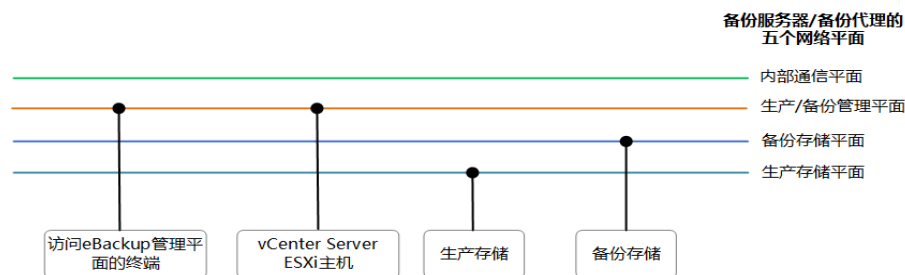 备份服务器/备份代理的
五个网络平面
内部通信平面
生产/备份管理平面
备份存储平面
生产存储平面
访问eBackup管理平
面的终端
vCenter Server
ESXi主机
生产存储
备份存储